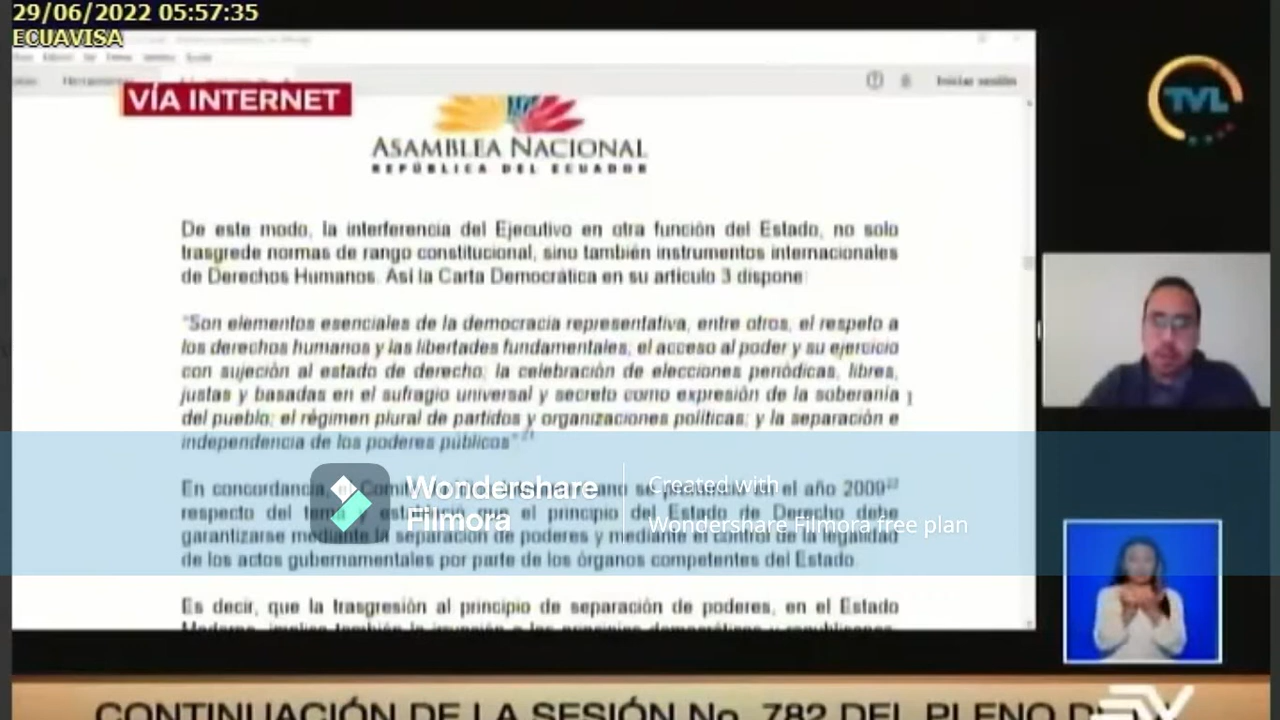 29/06/2022 05:57:35
ECUAVISA
VÍA INTERNET
Iniciar sesión
TVL
ASAMBLEA NACIONAL
REPÚBLICA DEL ECUADOR
De este modo, la interferencia del Ejecutivo en otra función del Estado, no solo
trasgrede normas de rango constitucional, sino también instrumentos internacionales
de Derechos Humanos. Así la Carta Democrática en su artículo 3 dispone:
"Son elementos esenciales de la democracia representativa, entre otros, el respeto a
los derechos humanos y las libertades fundamentales; el acceso al poder y su ejercicio
con sujeción al estado de derecho; la celebración de elecciones periódicas, libres,
justas y basadas en el sufragio universal y secreto como expresión de la soberanía
del pueblo; el régimen plural de partidos y organizaciones políticas; y la separación e
independencia de los poderes públicos" 21
En concordancia, el en el año 2009 22
respecto del que el principio del Estado de Derecho debe
garantizarse mediante la separación de poderes y mediante el control de la legalidad
de los actos gubernamentales por parte de los órganos competentes del Estado.
Es decir, que la trasgresión al principio de separación de poderes, en el Estado
Wondershare
Filmora
Created with
Wondershare Filmora free plan
CONTINUACIÓN DE LA SESIÓN No. 782 DEL PLENO